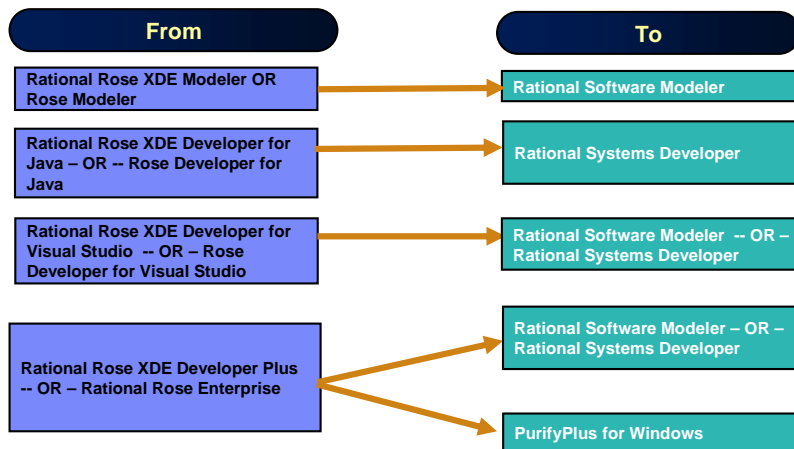 From
To
Rational Rose XDE Modeler OR
Rose Modeler
Rational Software Modeler
Rational Rose XDE Developer for
Java – OR -- Rose Developer for
Java
Rational Systems Developer
Rational Rose XDE Developer for
Visual Studio -- OR – Rose
Developer for Visual Studio
Rational Software Modeler -- OR –
Rational Systems Developer
Rational Rose XDE Developer Plus
-- OR – Rational Rose Enterprise
Rational Software Modeler – OR –
Rational Systems Developer
PurifyPlus for Windows